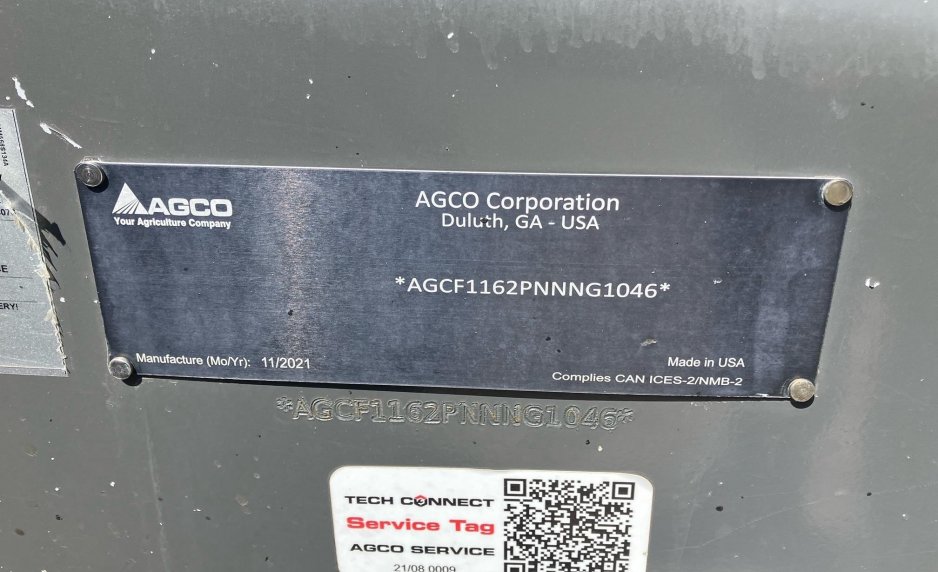 AGCO
Your Agriculture Company
AGCO Corporation
Duluth, GA - USA
*AGCF1162PNNNG1046*
Manufacture (Mo/Yr): 11/2021
Made in USA
Complies CAN ICES-2/NMB-2
*AGCF1162PNNNG1046*
TECH CONNECT
Service Tag
AGCO SERVICE
21/08 0009